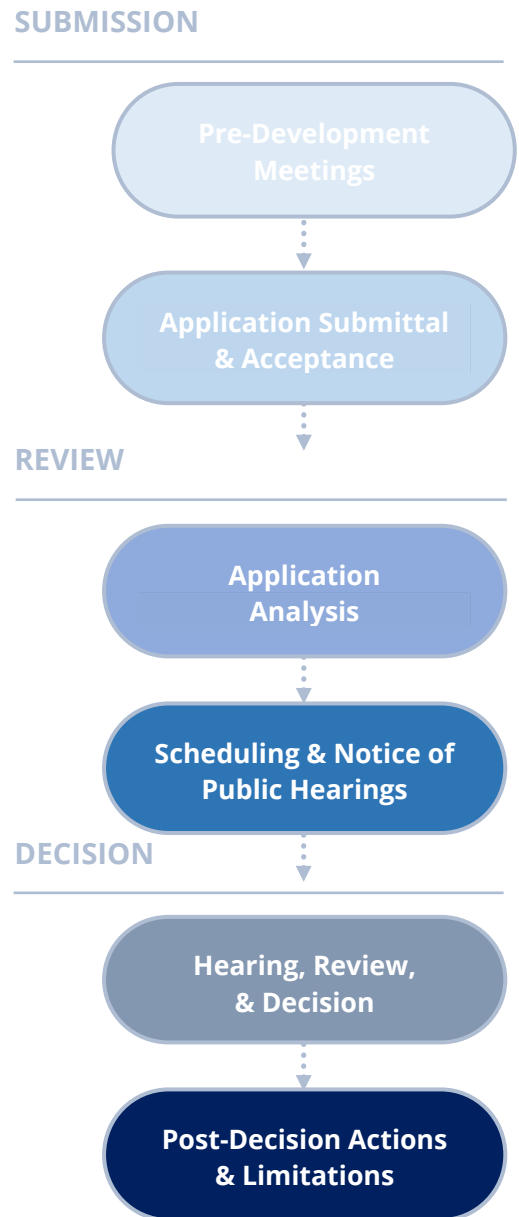 SUBMISSION
Pre-Development
Meetings
Application Submittal
& Acceptance
REVIEW
Application
Analysis
Scheduling & Notice of
Public Hearings
DECISION
Hearing, Review,
& Decision
Post-Decision Actions
& Limitations